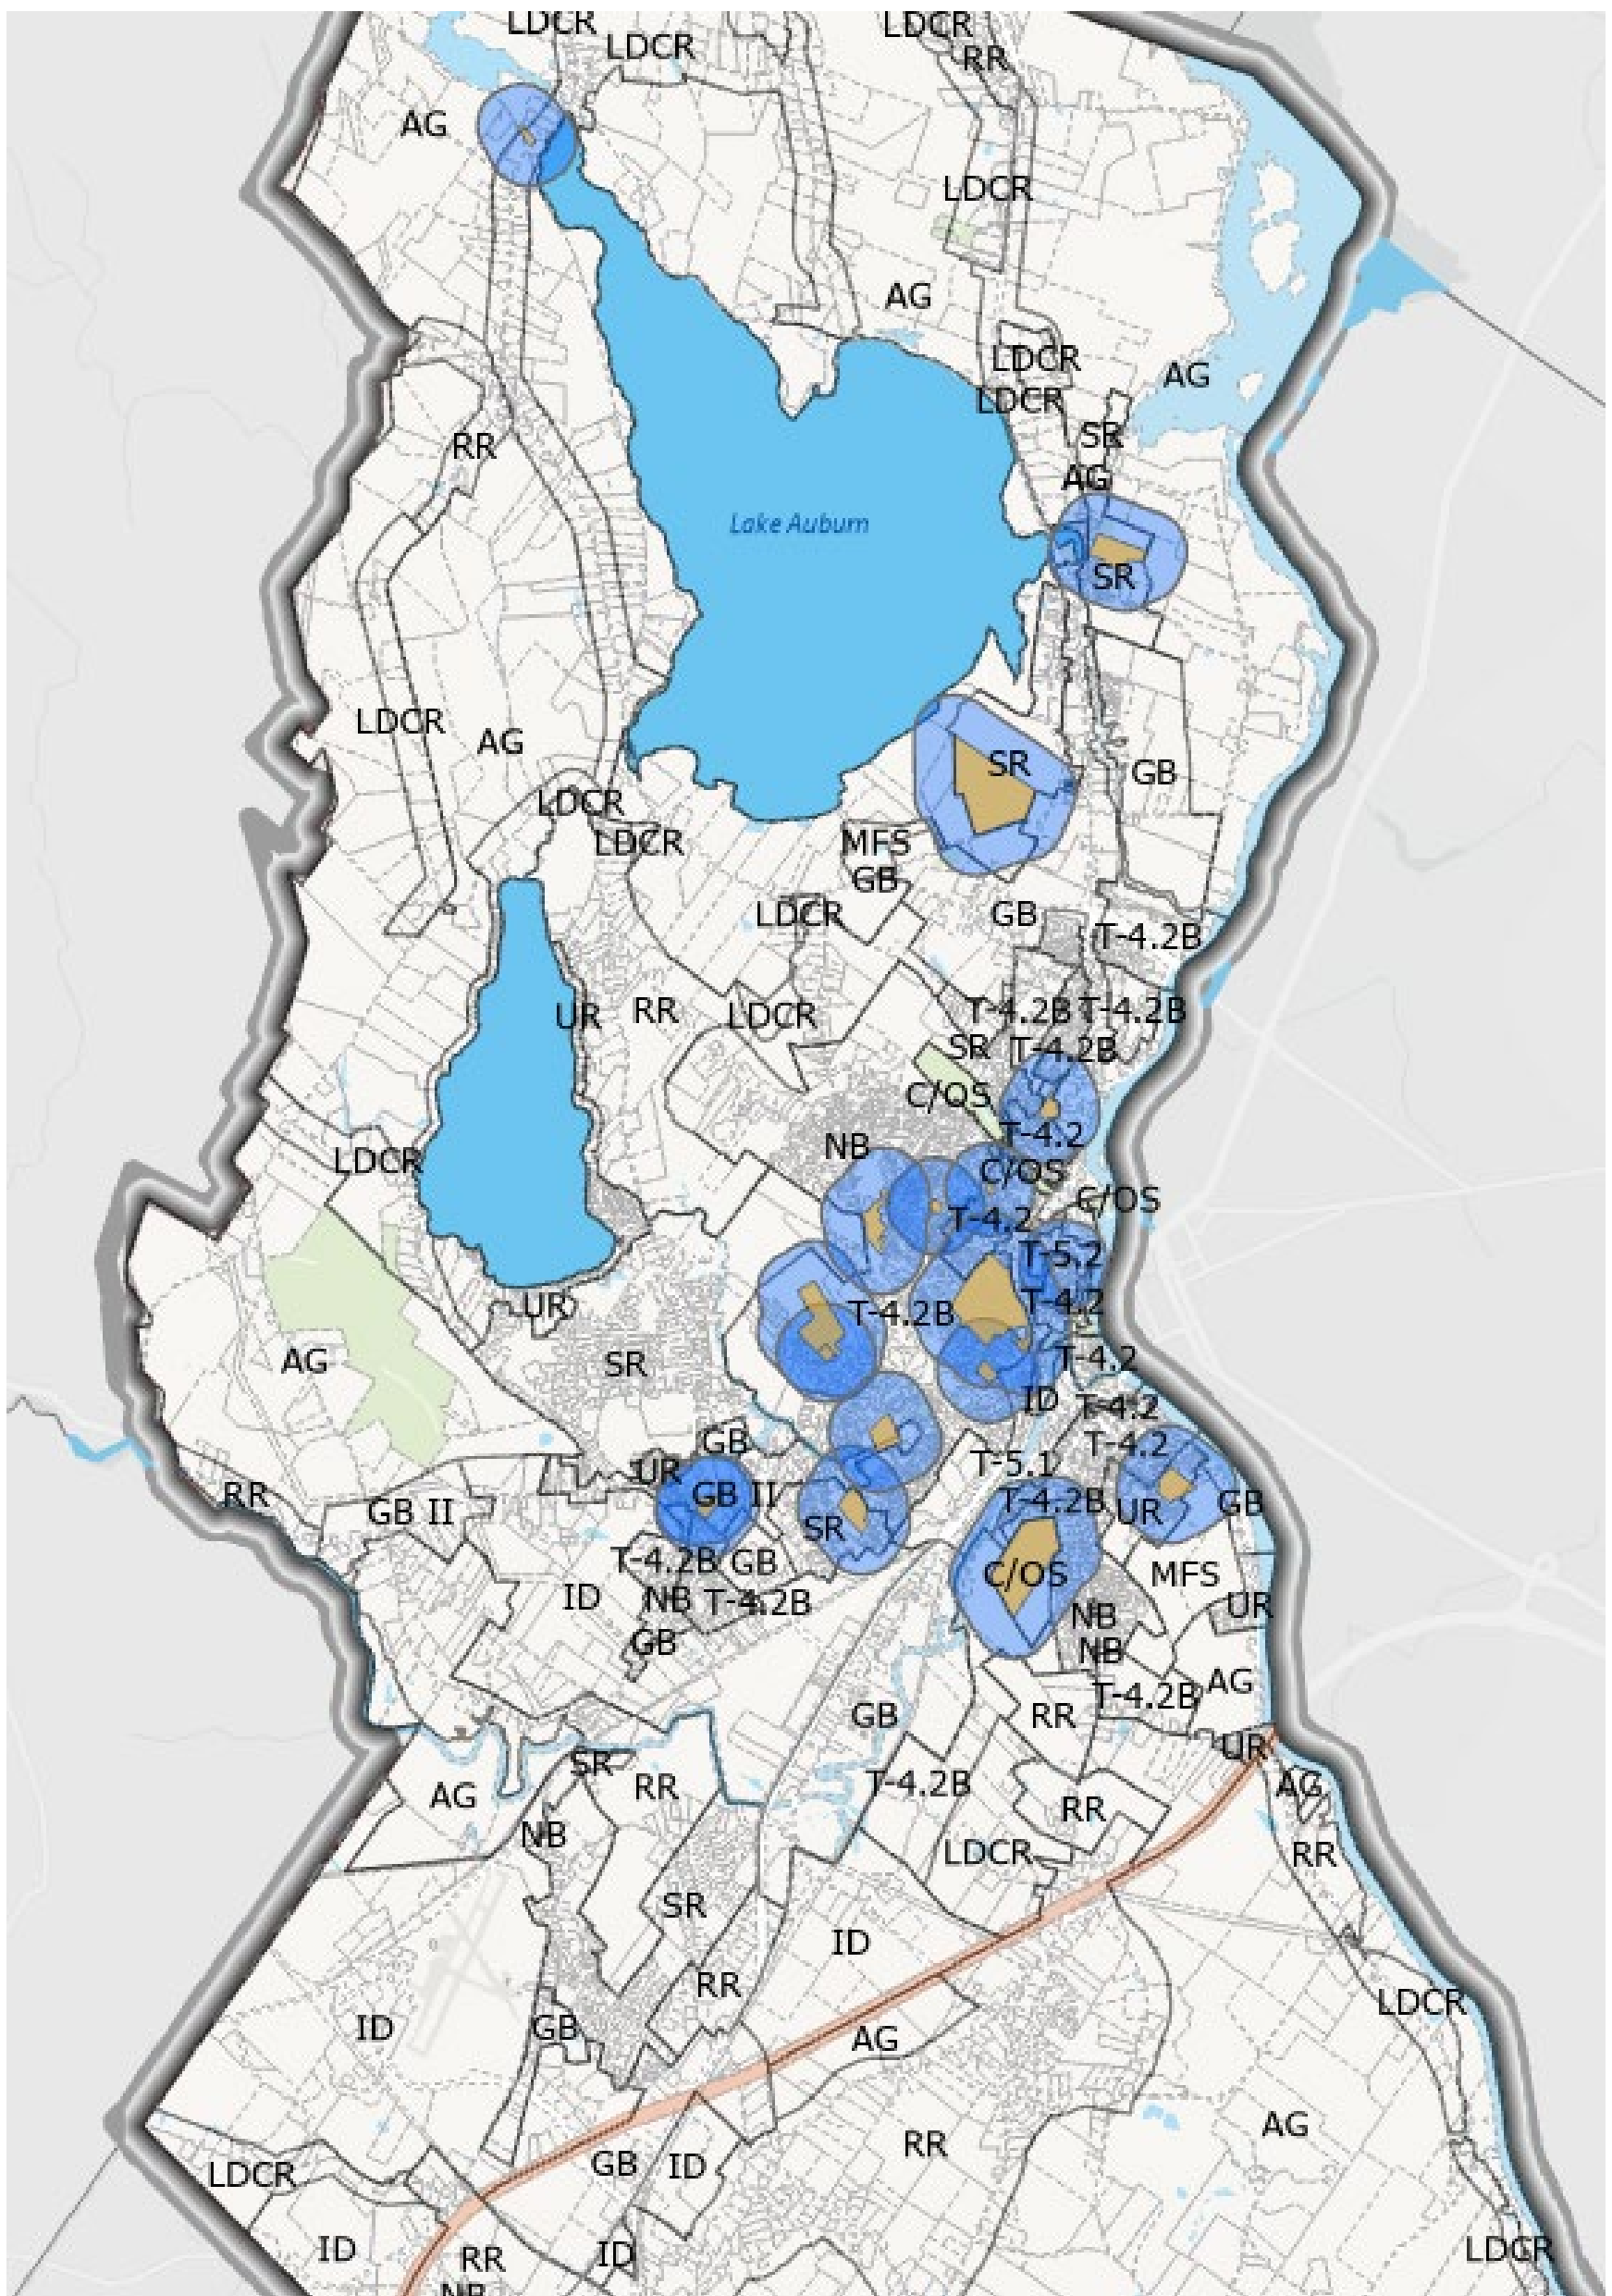 LDCR
LDCR
LDCR
RR
AG
LDCR
AG
LDCR
AG
LDCR
SR
RR
AG
Lake Auburn
SR
LDCR
AG
SR
GB
LDCR
LDCR
MFS
GB
LDCR
GB
T-4.2B
UR
RR
LDCR
T-4.2B
T-4.2B
SR
T-4.2B
C/OS
T-4.2
NB
LDCR
C/OS
C/OS
T-4.2
T-5.2
UR
T-4.2B
T-4.2
AG
SR
T-4.2
ID
T-4.2
GB
T-4.2
UR
T-5.1
RR
GB II
GB II
SR
T-4.2B
UR
GB
T-4.2B
GB
C/OS
MFS
ID
NB
T-4.2B
NB
UR
GB
NB
AG
T-4.2B
GB
RR
UR
SR
AG
RR
T-4.2B
AG
NB
RR
LDCR
RR
SR
ID
RR
LDCR
ID
GB
AG
AG
RR
LDCR
GB
ID
ID
RR
ID
LDCR
NB